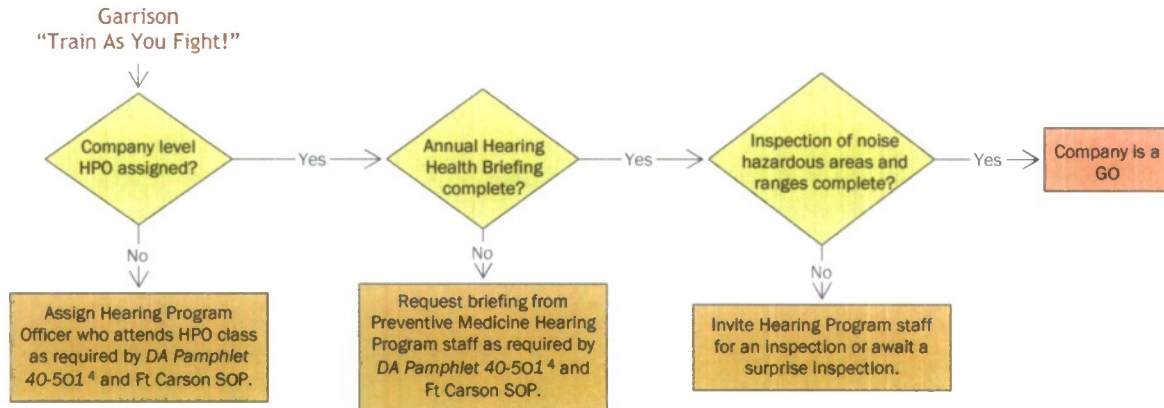 Garrison
“Train As You Fight!”
Company level
HPO assigned?
Yes
Annual Hearing
Health Briefing
complete?
Yes
Inspection of noise
hazardous areas and
ranges complete?
Yes
Company is a
GO
No
No
No
Assign Hearing Program
Officer who attends HPO class
as required by DA Pamphlet
40-501 4 and Ft Carson SOP.
Request briefing from
Preventive Medicine Hearing
Program staff as required by
DA Pamphlet 40-501 4 and
Ft Carson SOP.
Invite Hearing Program staff
for an inspection or await a
surprise inspection.